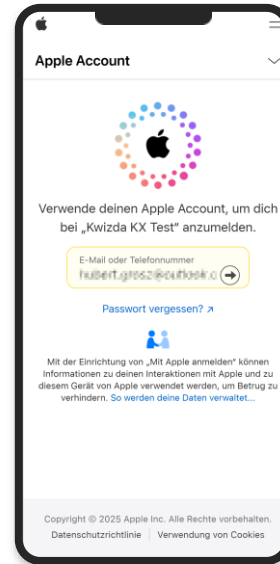 Apple Account
Verwende deinen Apple Account, um dich
bei „Kwizda KX Test" anzumelden.
E-Mail oder Telefonnummer
Passwort vergessen? ↗
Mit der Einrichtung von „Mit Apple anmelden" können
Informationen zu deinen Interaktionen mit Apple und zu
diesem Gerät von Apple verwendet werden, um Betrug zu
verhindern. So werden deine Daten verwaltet...
Copyright © 2025 Apple Inc. Alle Rechte vorbehalten.
Datenschutzrichtlinie | Verwendung von Cookies